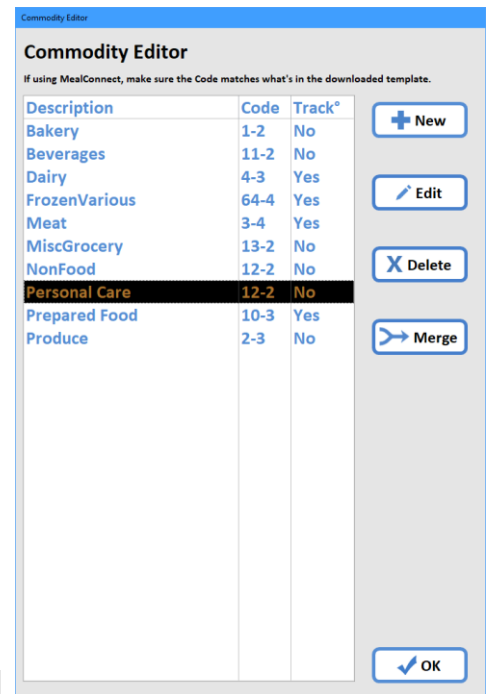 Commodity Editor
Commodity Editor
If using MealConnect, make sure the Code matches what's in the downloaded template.
Description Code Track°
Bakery 1-2 No
Beverages 11-2 No
Dairy 4-3 Yes
FrozenVarious 64-4 Yes
Meat 3-4 Yes
MiscGrocery 13-2 No
NonFood 12-2 No
Personal Care 12-2 No
Prepared Food 10-3 Yes
Produce 2-3 No
New
Edit
Delete
Merge
OK